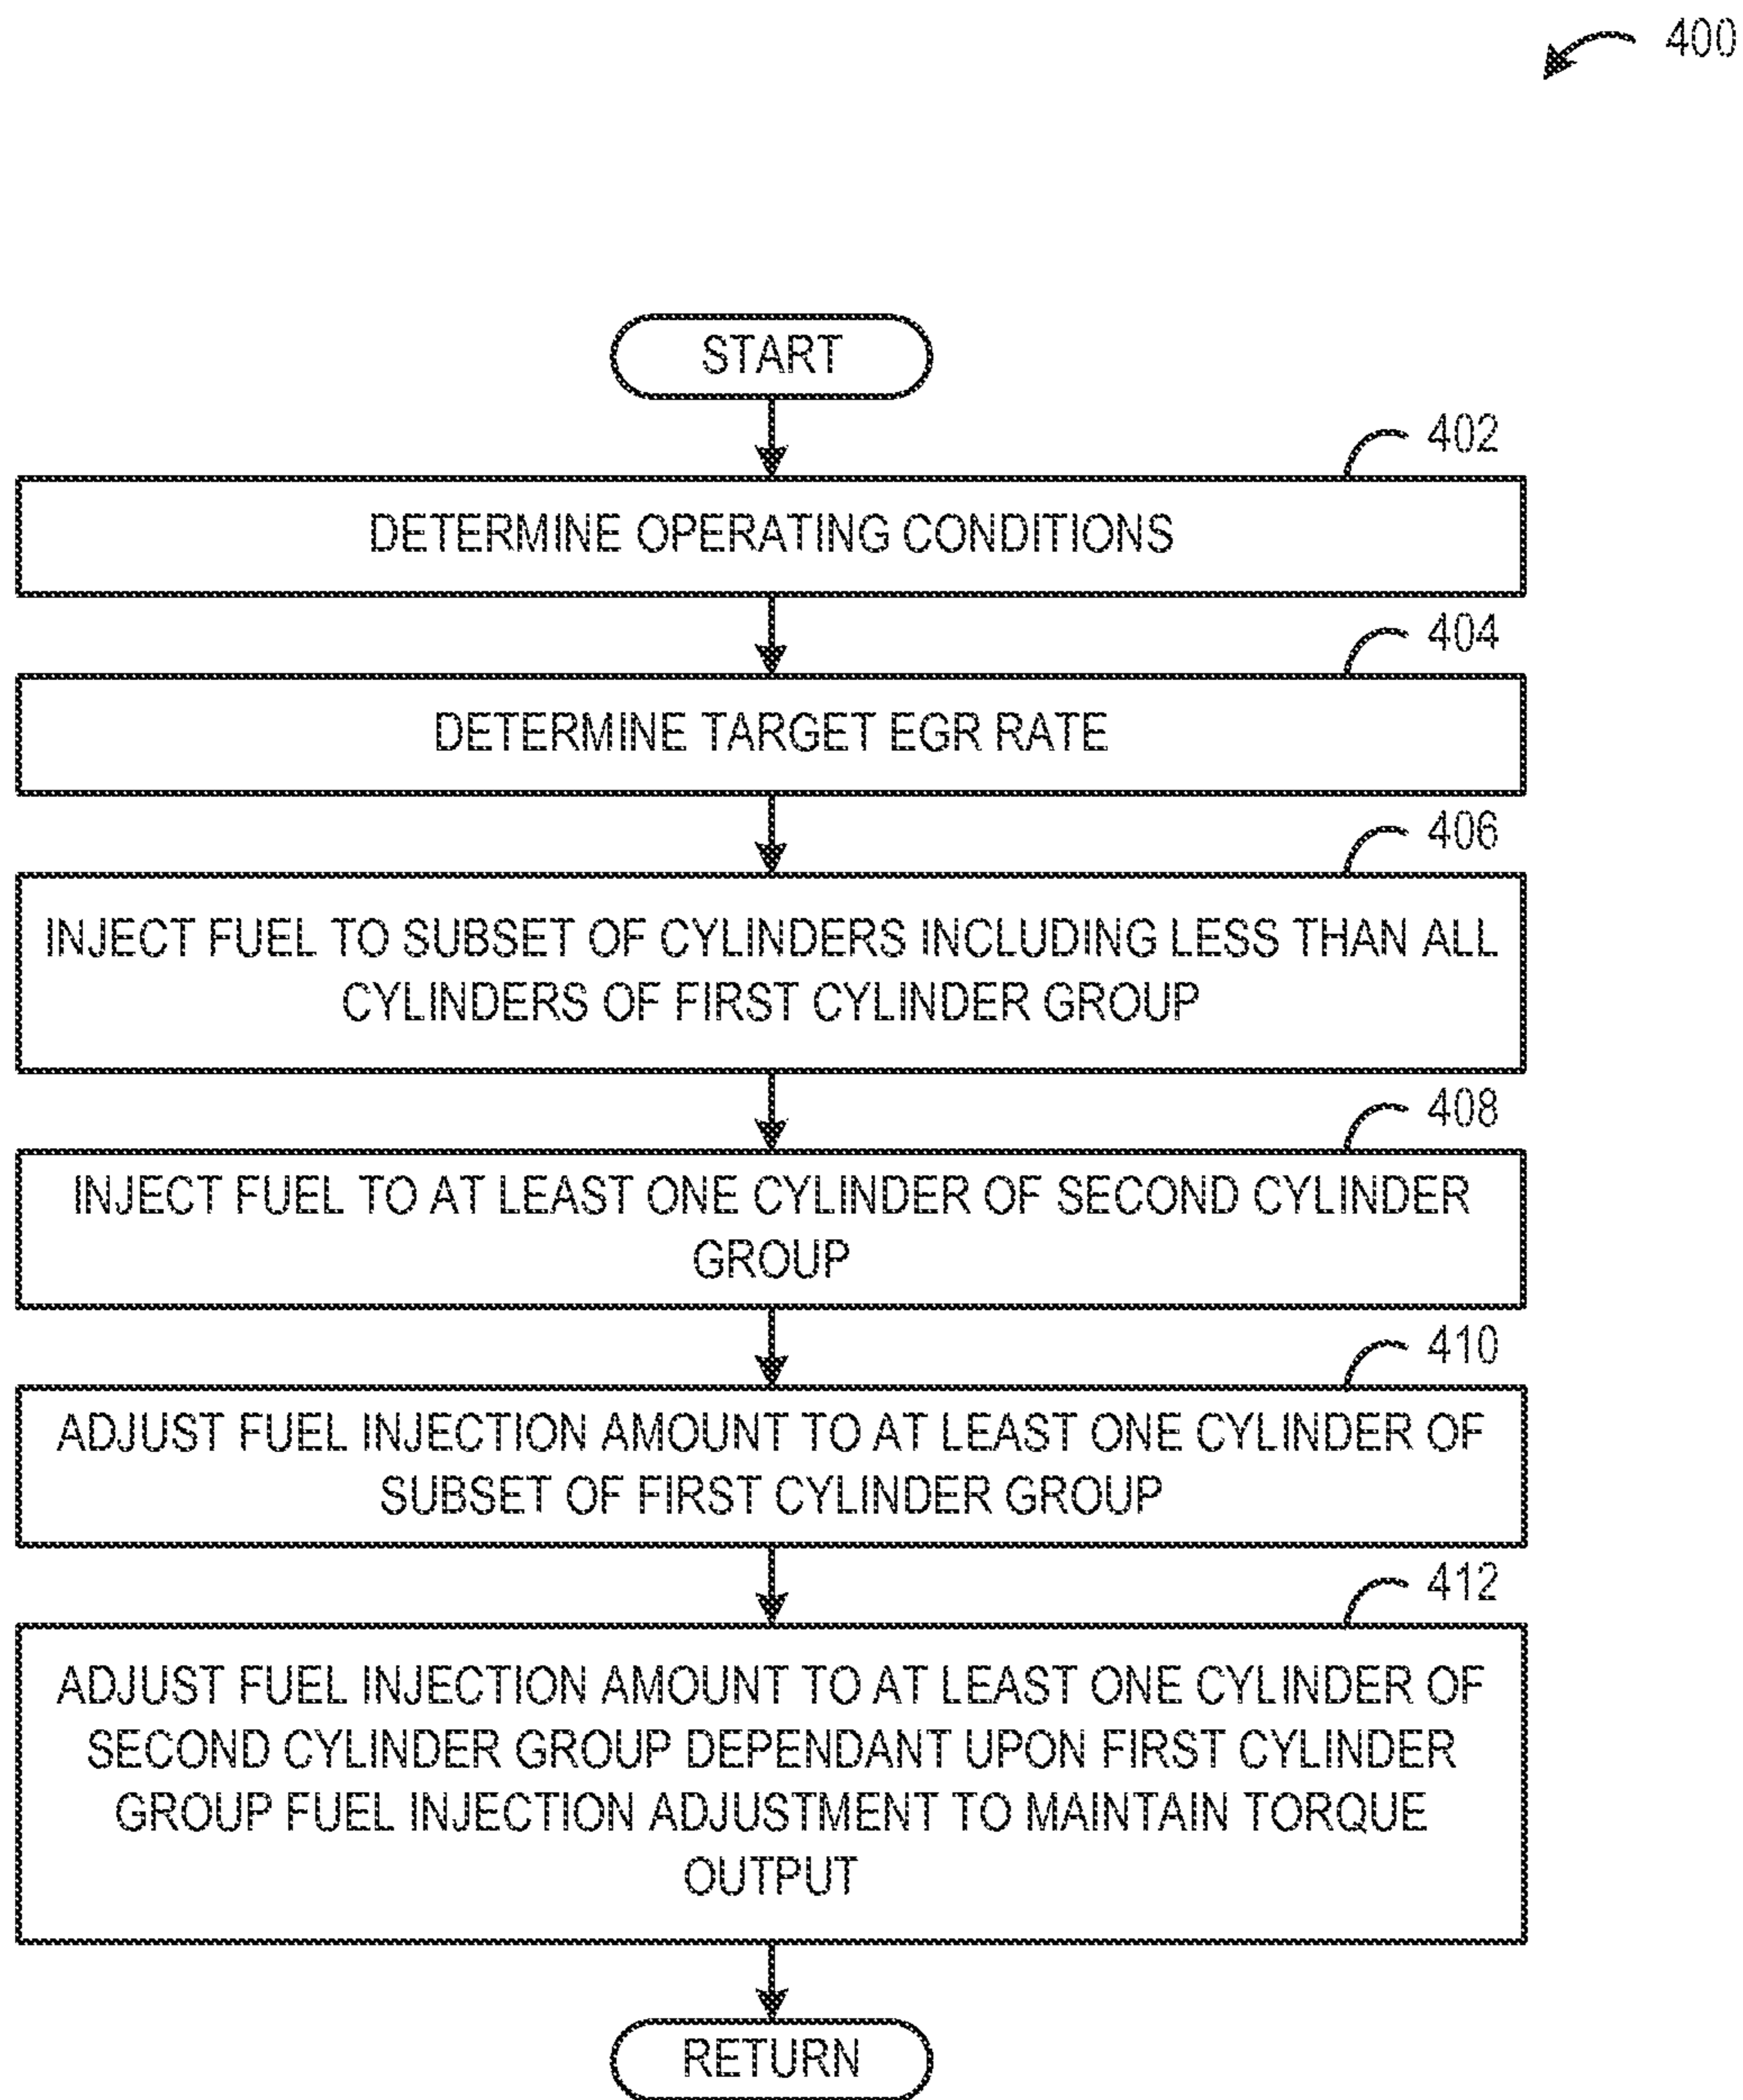 400
START
402
DETERMINE OPERATING CONDITIONS
404
DETERMINE TARGET EGR RATE
406
INJECT FUEL TO SUBSET OF CYLINDERS INCLUDING LESS THAN ALL
CYLINDERS OF FIRST CYLINDER GROUP
408
INJECT FUEL TO AT LEAST ONE CYLINDER OF SECOND CYLINDER
GROUP
410
ADJUST FUEL INJECTION AMOUNT TO AT LEAST ONE CYLINDER OF
SUBSET OF FIRST CYLINDER GROUP
412
ADJUST FUEL INJECTION AMOUNT TO AT LEAST ONE CYLINDER OF
SECOND CYLINDER GROUP DEPENDANT UPON FIRST CYLINDER
GROUP FUEL INJECTION ADJUSTMENT TO MAINTAIN TORQUE
OUTPUT
RETURN